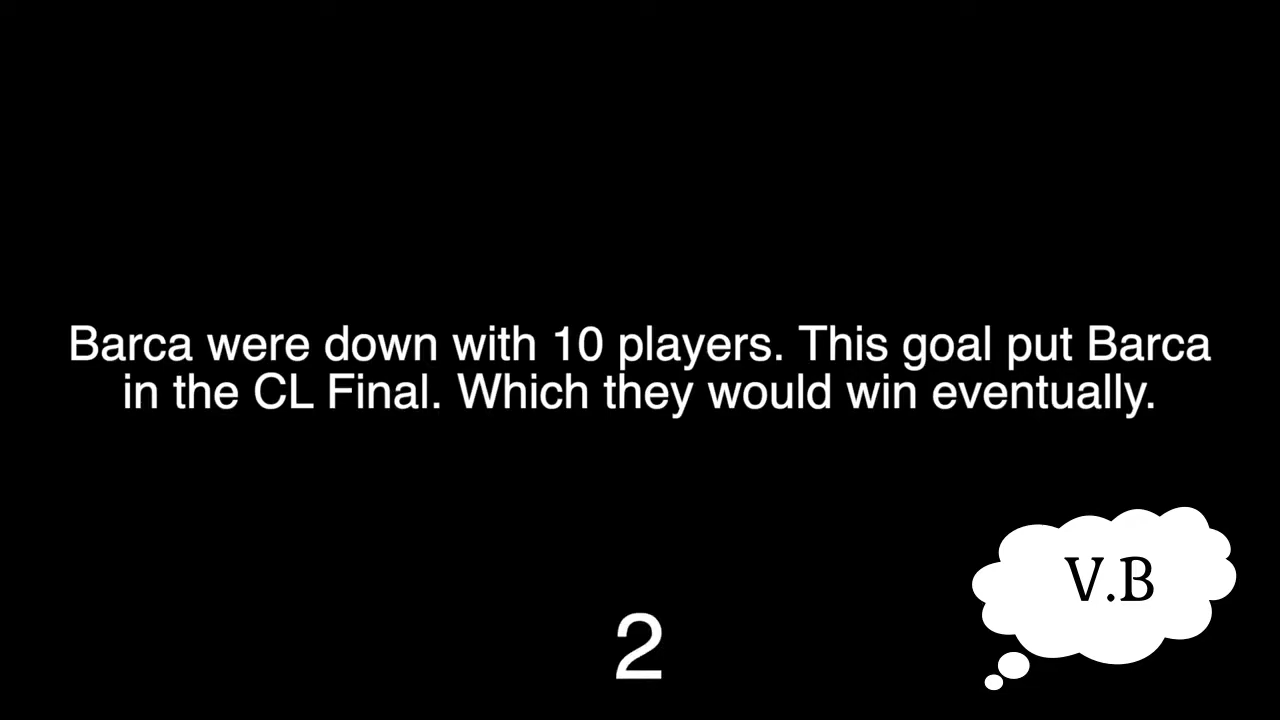 Barca were down with 10 players. This goal put Barca
in the CL Final. Which they would win eventually.
V.B
2